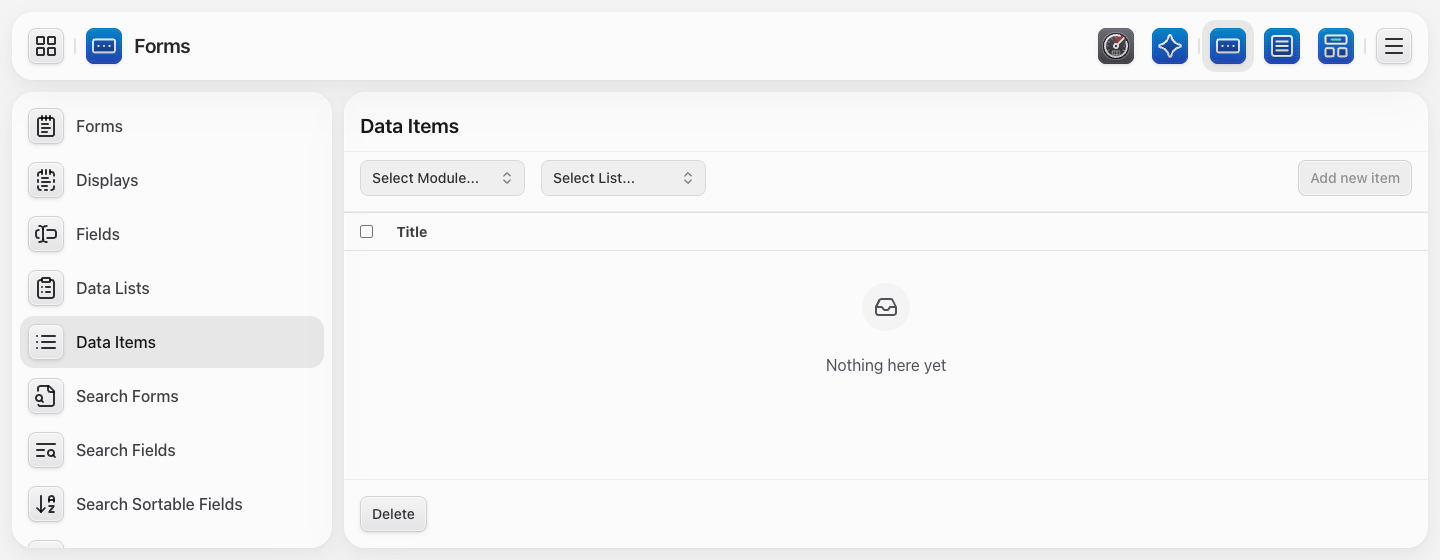 Forms
Forms
Displays
Fields
Data Lists
Data Items
Search Forms
Search Fields
Search Sortable Fields
Data Items
Select Module...
Select List...
Add new item
Title
Nothing here yet
Delete